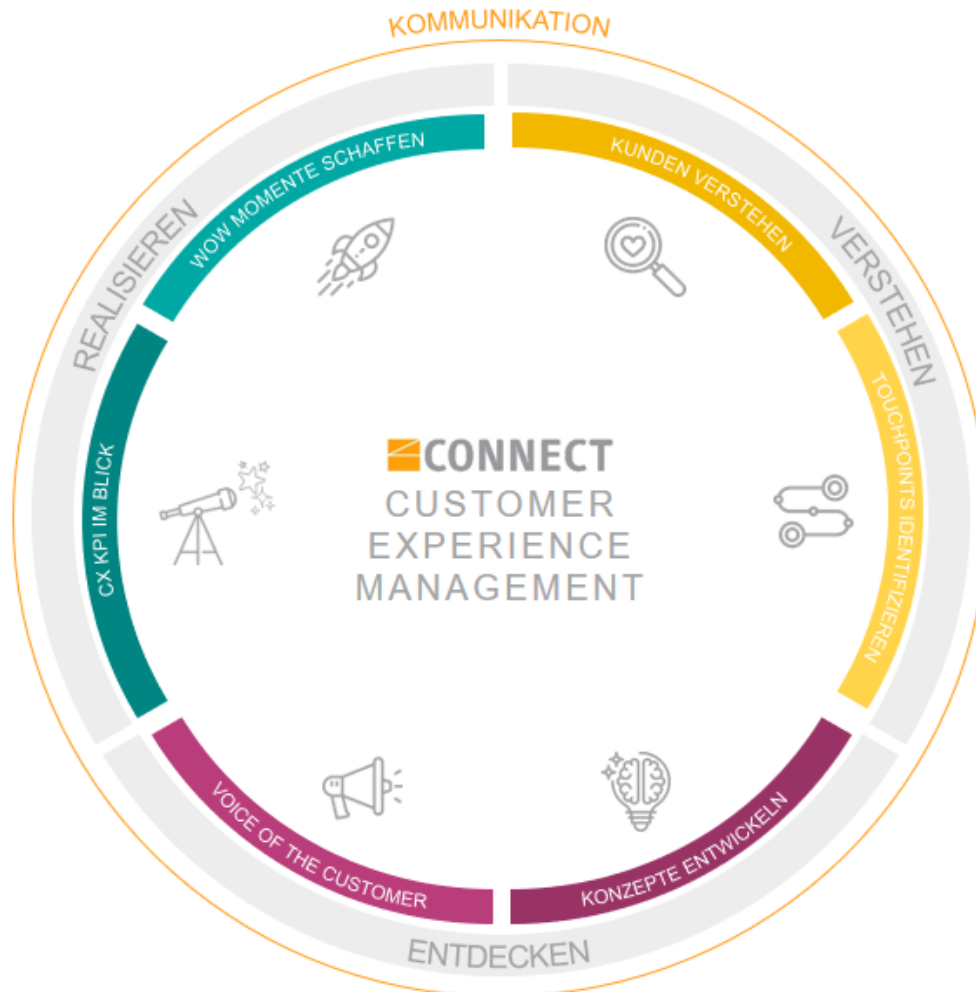 KOMMUNIKATION
KUNDEN VERSTEHEN
VERSTEHEN
TOUCHPOINTS IDENTIFIZIEREN
KONZEPTE ENTWICKELN
ENTDECKEN
VOICE OF THE CUSTOMER
CX KPI IM BLICK
REALISIEREN
WOW MOMENTE SCHAFFEN
CONNECT
CUSTOMER
EXPERIENCE
MANAGEMENT